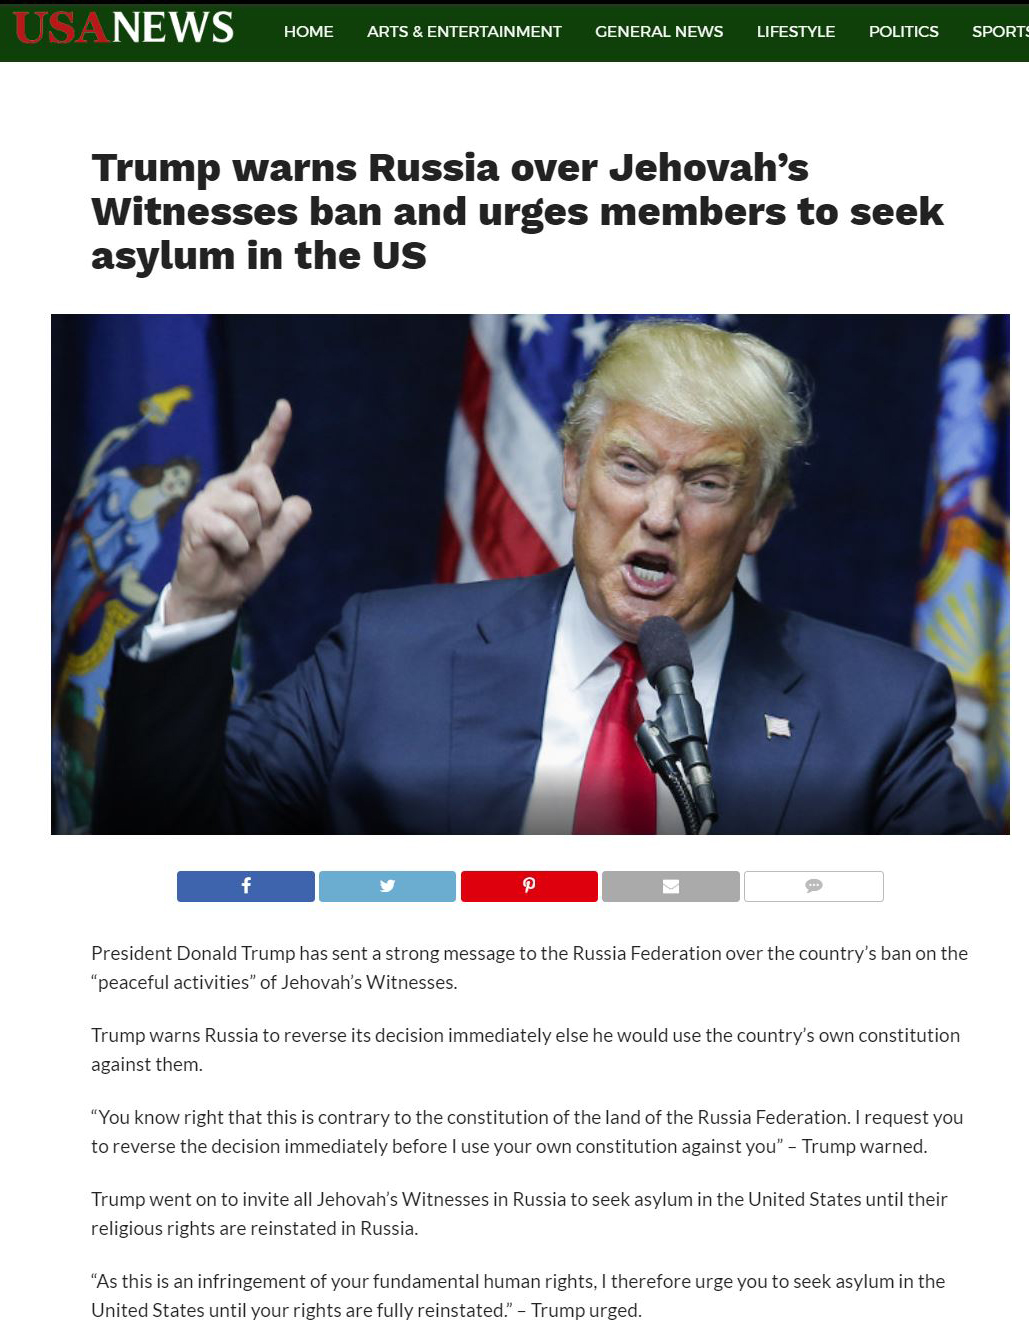 USANEWS HOME ARTS & ENTERTAINMENT GENERAL NEWS LIFESTYLE POLITICS SPORTS
Trump warns Russia over Jehovah’s
Witnesses ban and urges members to seek
asylum in the US
President Donald Trump has sent a strong message to the Russia Federation over the country’s ban on the
“peaceful activities” of Jehovah’s Witnesses.
Trump warns Russia to reverse its decision immediately else he would use the country’s own constitution
against them.
“You know right that this is contrary to the constitution of the land of the Russia Federation. I request you
to reverse the decision immediately before I use your own constitution against you” – Trump warned.
Trump went on to invite all Jehovah’s Witnesses in Russia to seek asylum in the United States until their
religious rights are reinstated in Russia.
“As this is an infringement of your fundamental human rights, I therefore urge you to seek asylum in the
United States until your rights are fully reinstated.” – Trump urged.